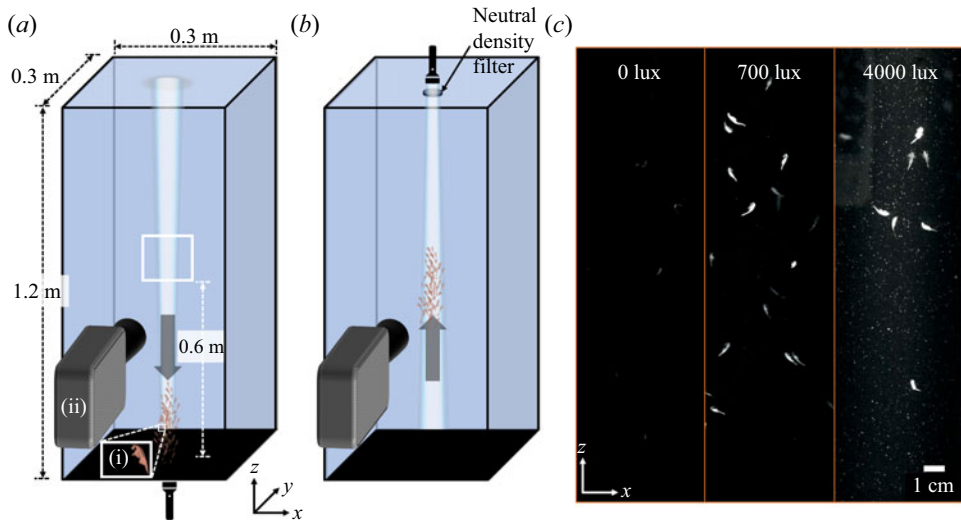 (a)
0.3 m
0.3 m
1.2 m
0.6 m
(ii)
(i)
z
y
x
(b)
Neutral
density
filter
(c)
0 lux
700 lux
4000 lux
z
x
1 cm